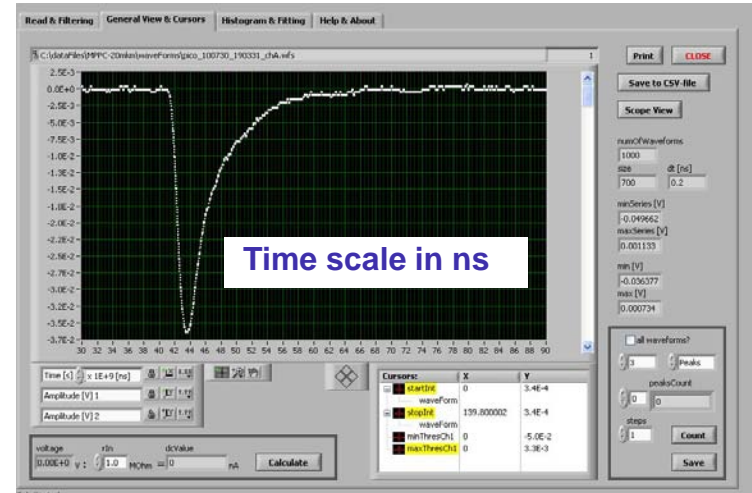 Read & Filtering General View & Cursors Histogram & Fitting Help & About
C:\dataFiles\MPPC-20mkm\waveForms\pico_100730_190331_chA.wfs 1
Print CLOSE
Save to CSV-file
Scope View
numOfWaveforms
1000
size dt [ns]
700 0.2
minSeries [V]
-0.049662
maxSeries [V]
0.001133
min [V]
-0.036377
max [V]
0.000734
2.5E-3
0.0E+0
-2.5E-3
-5.0E-3
-7.5E-3
-1.0E-2
-1.3E-2
-1.5E-2
-1.7E-2
-2.0E-2
-2.2E-2
-2.5E-2
-2.7E-2
-3.0E-2
-3.2E-2
-3.5E-2
-3.7E-2
30 32 34 36 38 40 42 44 46 48 50 52 54 56 58 60 62 64 66 68 70 72 74 76 78 80 82 84 86 88 90
Time scale in ns
all waveforms?
3 Peaks
peaksCount
0 0
steps
1 Count
Save
Time [s] x 1E+9 [ns]
Amplitude [V] 1
Amplitude [V] 2
Cursors: X Y
startInt 0 3.4E-4
waveForm
stopInt 139.800002 3.4E-4
waveForm
minThresCh1 0 -5.0E-2
maxThresCh1 0 3.3E-3
voltage rIn dcValue
0.00E+0 V : 1.0 MOhm = 0 nA Calculate